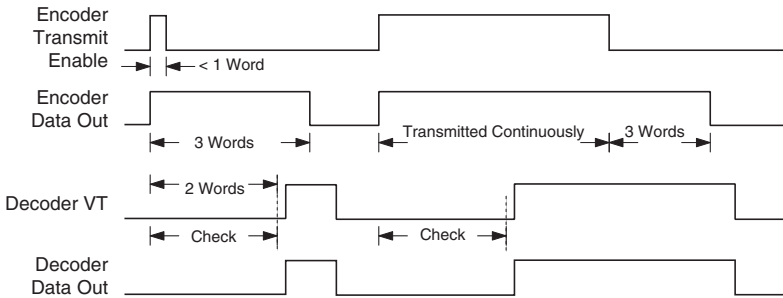 Encoder
Transmit
Enable
< 1 Word
Encoder
Data Out
3 Words
Transmitted Continuously
3 Words
2 Words
Decoder VT
Check
Check
Decoder
Data Out